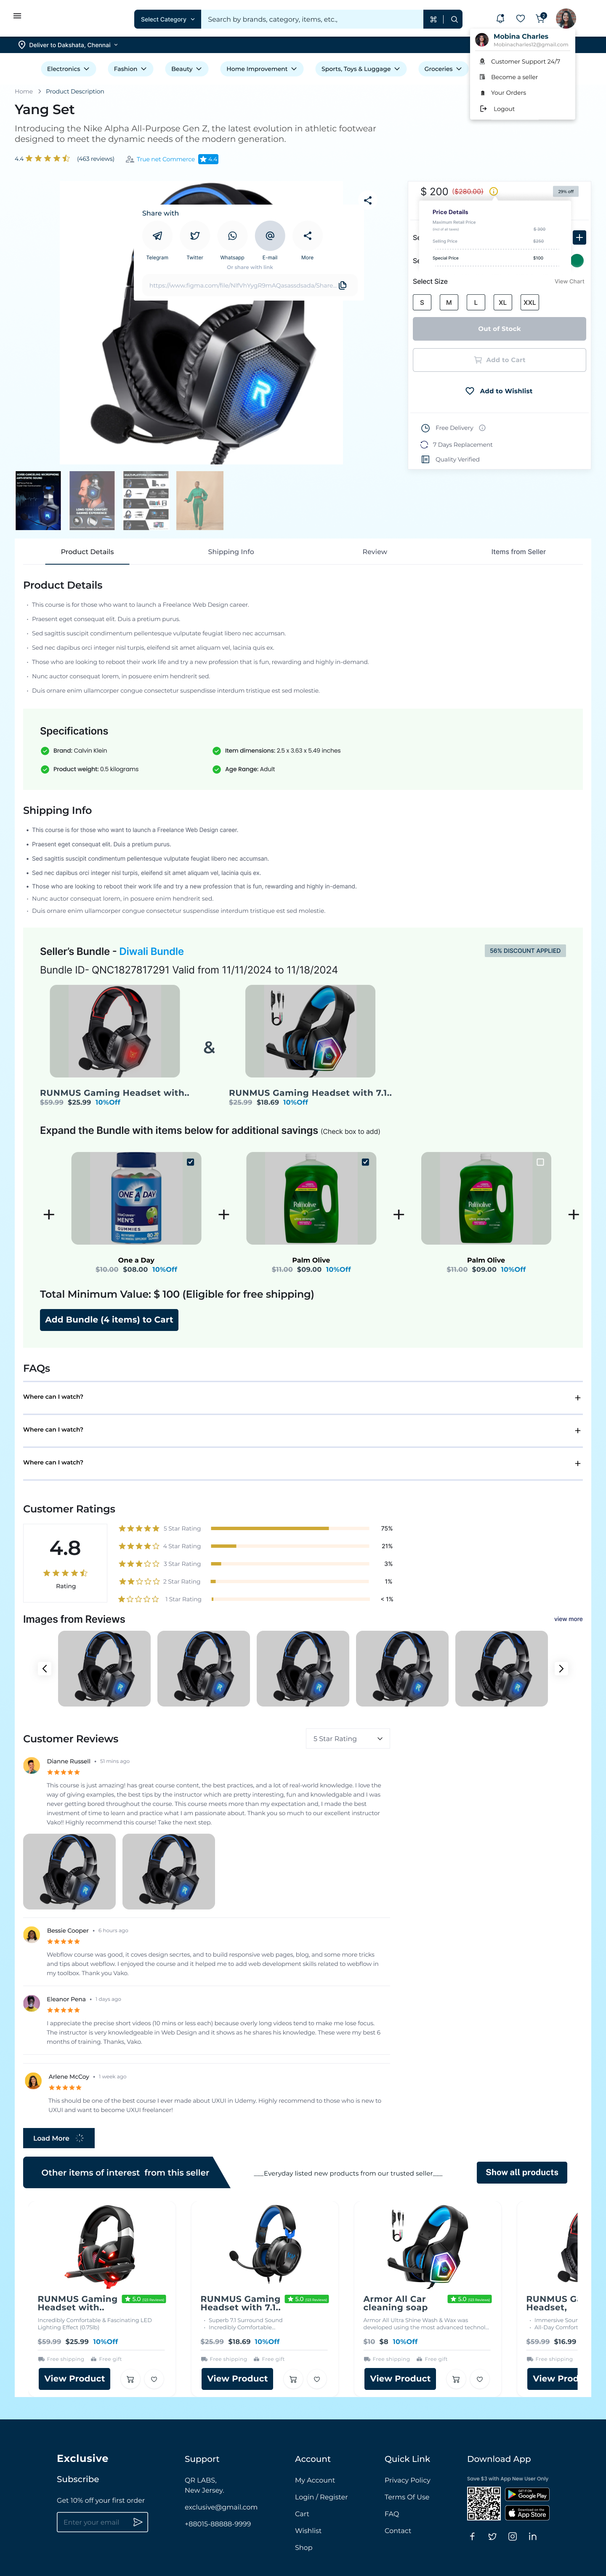 Select Category
Search by brands, category, items, etc.,
Deliver to Dakshata, Chennai
Mobina Charles
Mobinacharles12@gmail.com
Customer Support 24/7
Become a seller
Your Orders
Logout
Electronics
Fashion
Beauty
Home Improvement
Sports, Toys & Luggage
Groceries
Home > Product Description
Yang Set
Introducing the Nike Alpha All-Purpose Gen Z, the latest evolution in athletic footwear
designed to meet the dynamic needs of the modern generation.
4.4
(463 reviews)
True net Commerce
4.4
Share with
Telegram
Twitter
Whatsapp
E-mail
More
Or share with link
$ 200 ($280.00)
29% off
Price Details
Maximum Retail Price
(incl of all taxes)
Selling Price
$250
Special Price
$100
Select Size
View Chart
S
M
L
XL
XXL
Out of Stock
Add to Cart
Add to Wishlist
Free Delivery
7 Days Replacement
Quality Verified
Product Details
Shipping Info
Review
Items from Seller
Product Details
This course is for those who want to launch a Freelance Web Design career.
Praesent eget consequat elit. Duis a pretium purus.
Sed sagittis suscipit condimentum pellentesque vulputate feugiat libero nec accumsan.
Sed nec dapibus orci integer nisl turpis, eleifend sit amet aliquam vel, lacinia quis ex.
Those who are looking to reboot their work life and try a new profession that is fun, rewarding and highly in-demand.
Nunc auctor consequat lorem, in posuere enim hendrerit sed.
Duis ornare enim ullamcorper congue consectetur suspendisse interdum tristique est sed molestie.
Specifications
Brand: Calvin Klein
Item dimensions: 2.5 x 3.63 x 5.49 inches
Product weight: 0.5 kilograms
Age Range: Adult
Shipping Info
This course is for those who want to launch a Freelance Web Design career.
Praesent eget consequat elit. Duis a pretium purus.
Sed sagittis suscipit condimentum pellentesque vulputate feugiat libero nec accumsan.
Sed nec dapibus orci integer nisl turpis, eleifend sit amet aliquam vel, lacinia quis ex.
Those who are looking to reboot their work life and try a new profession that is fun, rewarding and highly in-demand.
Nunc auctor consequat lorem, in posuere enim hendrerit sed.
Duis ornare enim ullamcorper congue consectetur suspendisse interdum tristique est sed molestie.
Seller's Bundle - Diwali Bundle
56% DISCOUNT APPLIED
Bundle ID- QNC1827817291 Valid from 11/11/2024 to 11/18/2024
&
RUNMUS Gaming Headset with..
$59.99 $25.99 10%Off
RUNMUS Gaming Headset with 7.1..
$25.99 $18.69 10%Off
Expand the Bundle with items below for additional savings (Check box to add)
ONE A DAY
MEN'S
GUMMIES
Palmolive
Palmolive
One a Day
$10.00 $08.00 10%Off
Palm Olive
$11.00 $09.00 10%Off
Palm Olive
$11.00 $09.00 10%Off
Total Minimum Value: $ 100 (Eligible for free shipping)
Add Bundle (4 items) to Cart
FAQs
Where can I watch?
Where can I watch?
Where can I watch?
Customer Ratings
4.8
Rating
5 Star Rating 75%
4 Star Rating 21%
3 Star Rating 3%
2 Star Rating 1%
1 Star Rating < 1%
Images from Reviews
view more
Customer Reviews
5 Star Rating
Dianne Russell • 51 mins ago
This course is just amazing! has great course content, the best practices, and a lot of real-world knowledge. I love the
way of giving examples, the best tips by the instructor which are pretty interesting, fun and knowledgable and I was
never getting bored throughout the course. This course meets more than my expectation and, I made the best
investment of time to learn and practice what I am passionate about. Thank you so much to our excellent instructor
Vako!! Highly recommend this course! Take the next step.
Bessie Cooper • 6 hours ago
Webflow course was good, it coves design secrtes, and to build responsive web pages, blog, and some more tricks
and tips about webflow. I enjoyed the course and it helped me to add web development skills related to webflow in
my toolbox. Thank you Vako.
Eleanor Pena • 1 days ago
I appreciate the precise short videos (10 mins or less each) because overly long videos tend to make me lose focus.
The instructor is very knowledgeable in Web Design and it shows as he shares his knowledge. These were my best 6
months of training. Thanks, Vako.
Arlene McCoy • 1 week ago
This should be one of the best course I ever made about UXUI in Udemy. Highly recommend to those who is new to
UXUI and want to become UXUI freelancer!
Load More
Other items of interest from this seller
___Everyday listed new products from our trusted seller___
Show all products
RUNMUS Gaming
Headset with..
5.0
Incredibly Comfortable & Fascinating LED
Lighting Effect (0.75lb)
$59.99 $25.99 10%Off
Free shipping Free gift
View Product
RUNMUS Gaming
Headset with 7.1..
5.0
Superb 7.1 Surround Sound
Incredibly Comfortable...
$25.99 $18.69 10%Off
Free shipping Free gift
View Product
Armor All Car
cleaning soap
5.0
Armor All Ultra Shine Wash & Wax was
developed using the most advanced technol...
$10 $8 10%Off
Free shipping Free gift
View Product
RUNMUS Ga
Headset,
Immersive Sour
All-Day Comfort
$59.99 $16.99
Free shipping
View Prod
Exclusive
Subscribe
Get 10% off your first order
Enter your email
Support
QR LABS,
New Jersey.
exclusive@gmail.com
+88015-88888-9999
Account
My Account
Login / Register
Cart
Wishlist
Shop
Quick Link
Privacy Policy
Terms Of Use
FAQ
Contact
Download App
Save $3 with App New User Only
GET IT ON
Google Play
Download on the
App Store